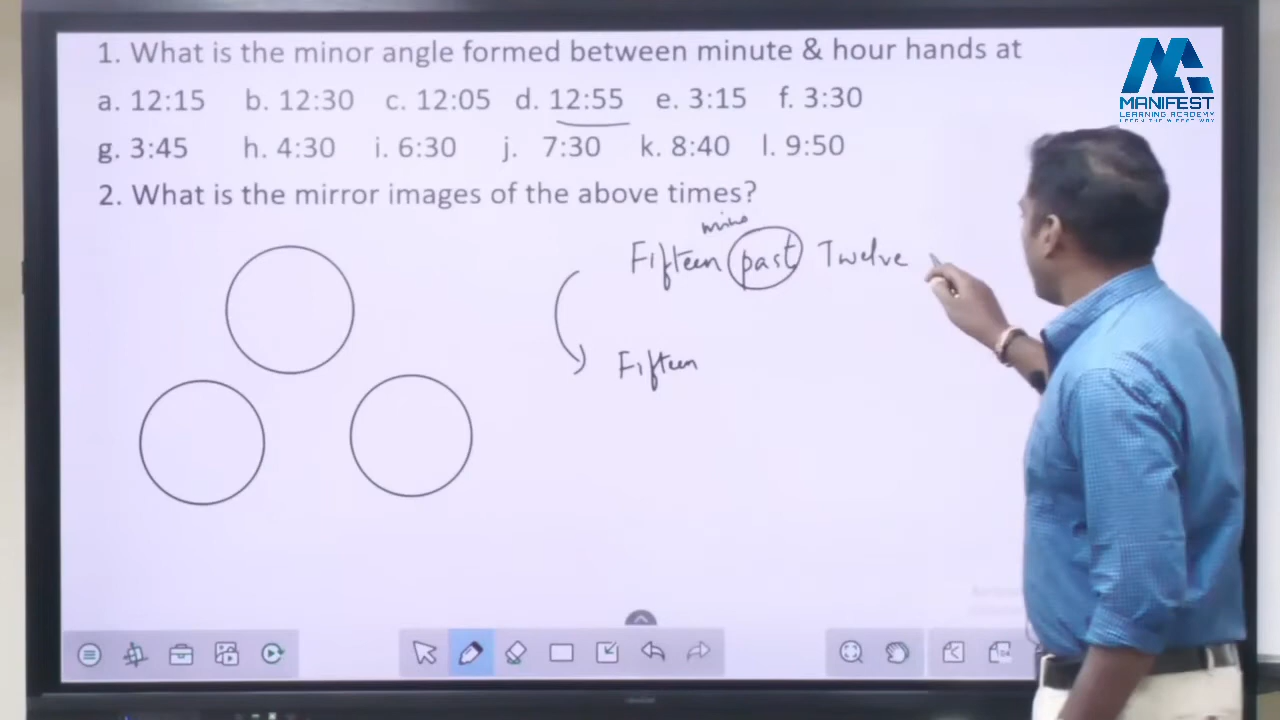 1. What is the minor angle formed between minute & hour hands at
a. 12:15 b. 12:30 c. 12:05 d. 12:55 e. 3:15 f. 3:30
g. 3:45 h. 4:30 i. 6:30 j. 7:30 k. 8:40 l. 9:50
2. What is the mirror images of the above times?
Fifteen past Twelve
Fifteen
MANIFEST
LEARNING ACADEMY